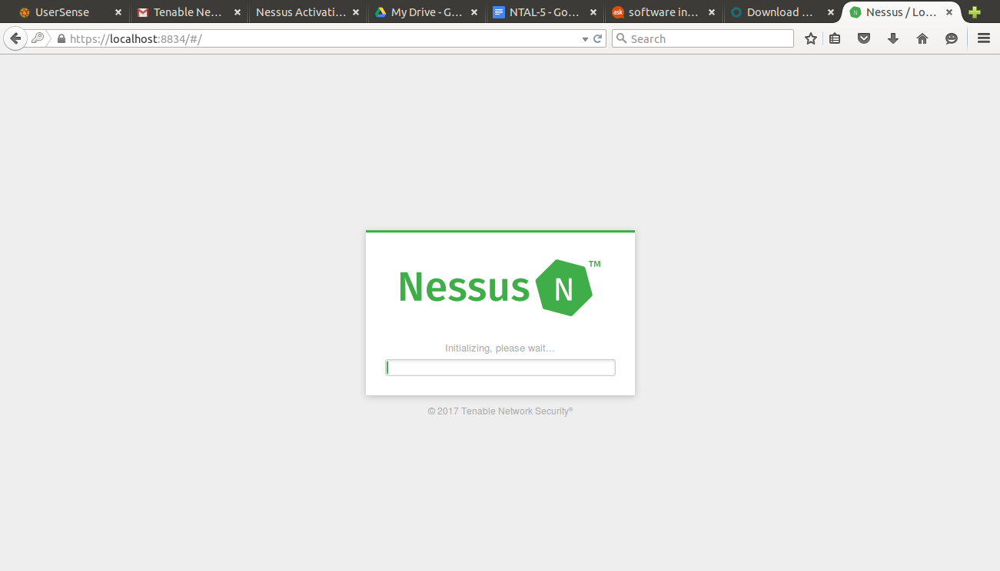 UserSense Tenable Ne... Nessus Activati... My Drive - G... NTAL-5 - Go... ask software in... Download ... N Nessus / Lo...
https://localhost:8834/#/ Search
Nessus N ™
Initializing, please wait...
© 2017 Tenable Network Security®